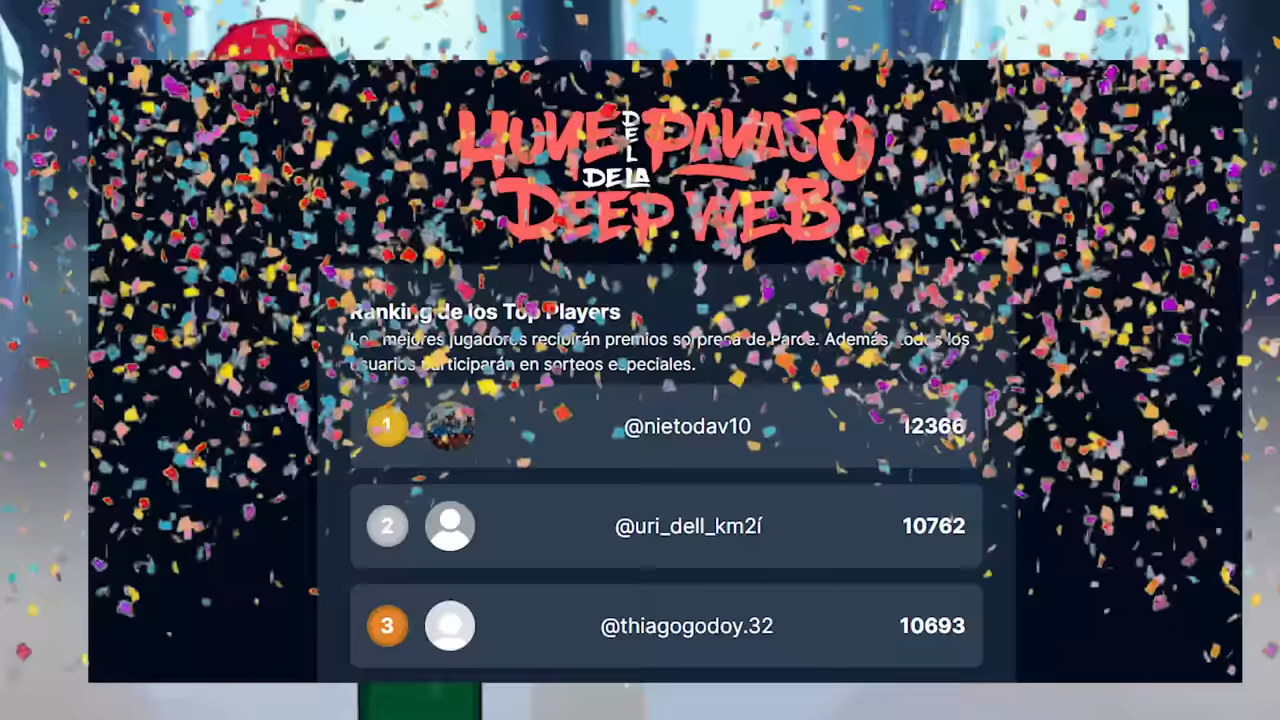 HUYE DEL PAYASO
DE LA
DEEP WEB
Ranking de los Top Players
Los mejores jugadores recibirán premios sorpresa de Parce. Además, todos los
usuarios participarán en sorteos especiales.
1 @nietodav10 12366
2 @uri_dell_km2í 10762
3 @thiagogodoy.32 10693